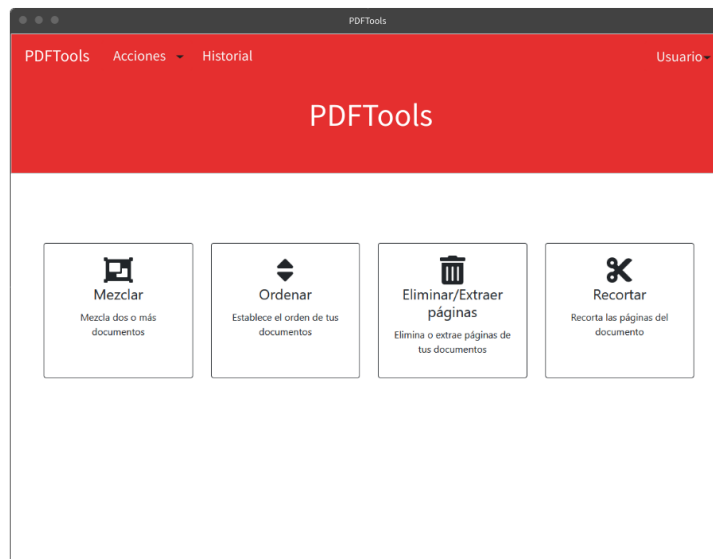 PDFTools
PDFTools Acciones Historial Usuario
PDFTools
Mezclar
Mezcla dos o más
documentos
Ordenar
Establece el orden de tus
documentos
Eliminar/Extraer
páginas
Elimina o extrae páginas de
tus documentos
Recortar
Recorta las páginas del
documento